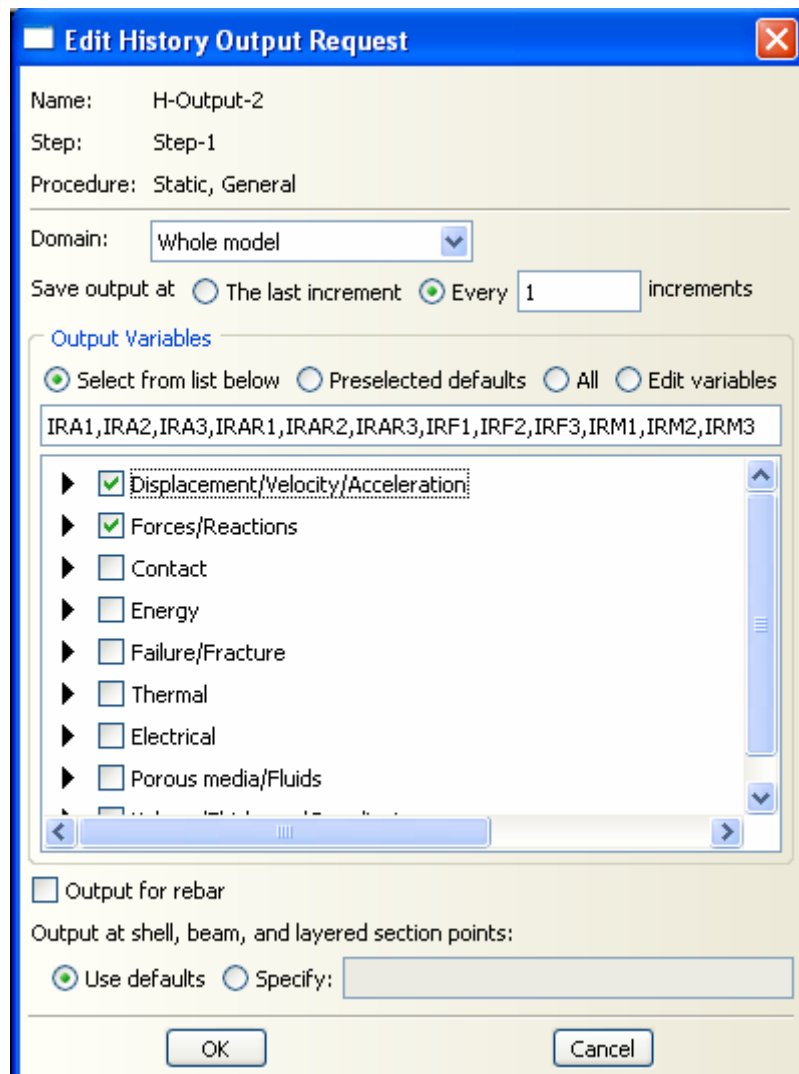 Edit History Output Request
Name: H-Output-2
Step: Step-1
Procedure: Static, General
Domain: Whole model
Save output at The last increment Every 1 increments
Output Variables
Select from list below Preselected defaults All Edit variables
IRA1,IRA2,IRA3,IRAR1,IRAR2,IRAR3,IRF1,IRF2,IRF3,IRM1,IRM2,IRM3
Displacement/Velocity/Acceleration
Forces/Reactions
Contact
Energy
Failure/Fracture
Thermal
Electrical
Porous media/Fluids
Output for rebar
Output at shell, beam, and layered section points:
Use defaults Specify:
OK Cancel